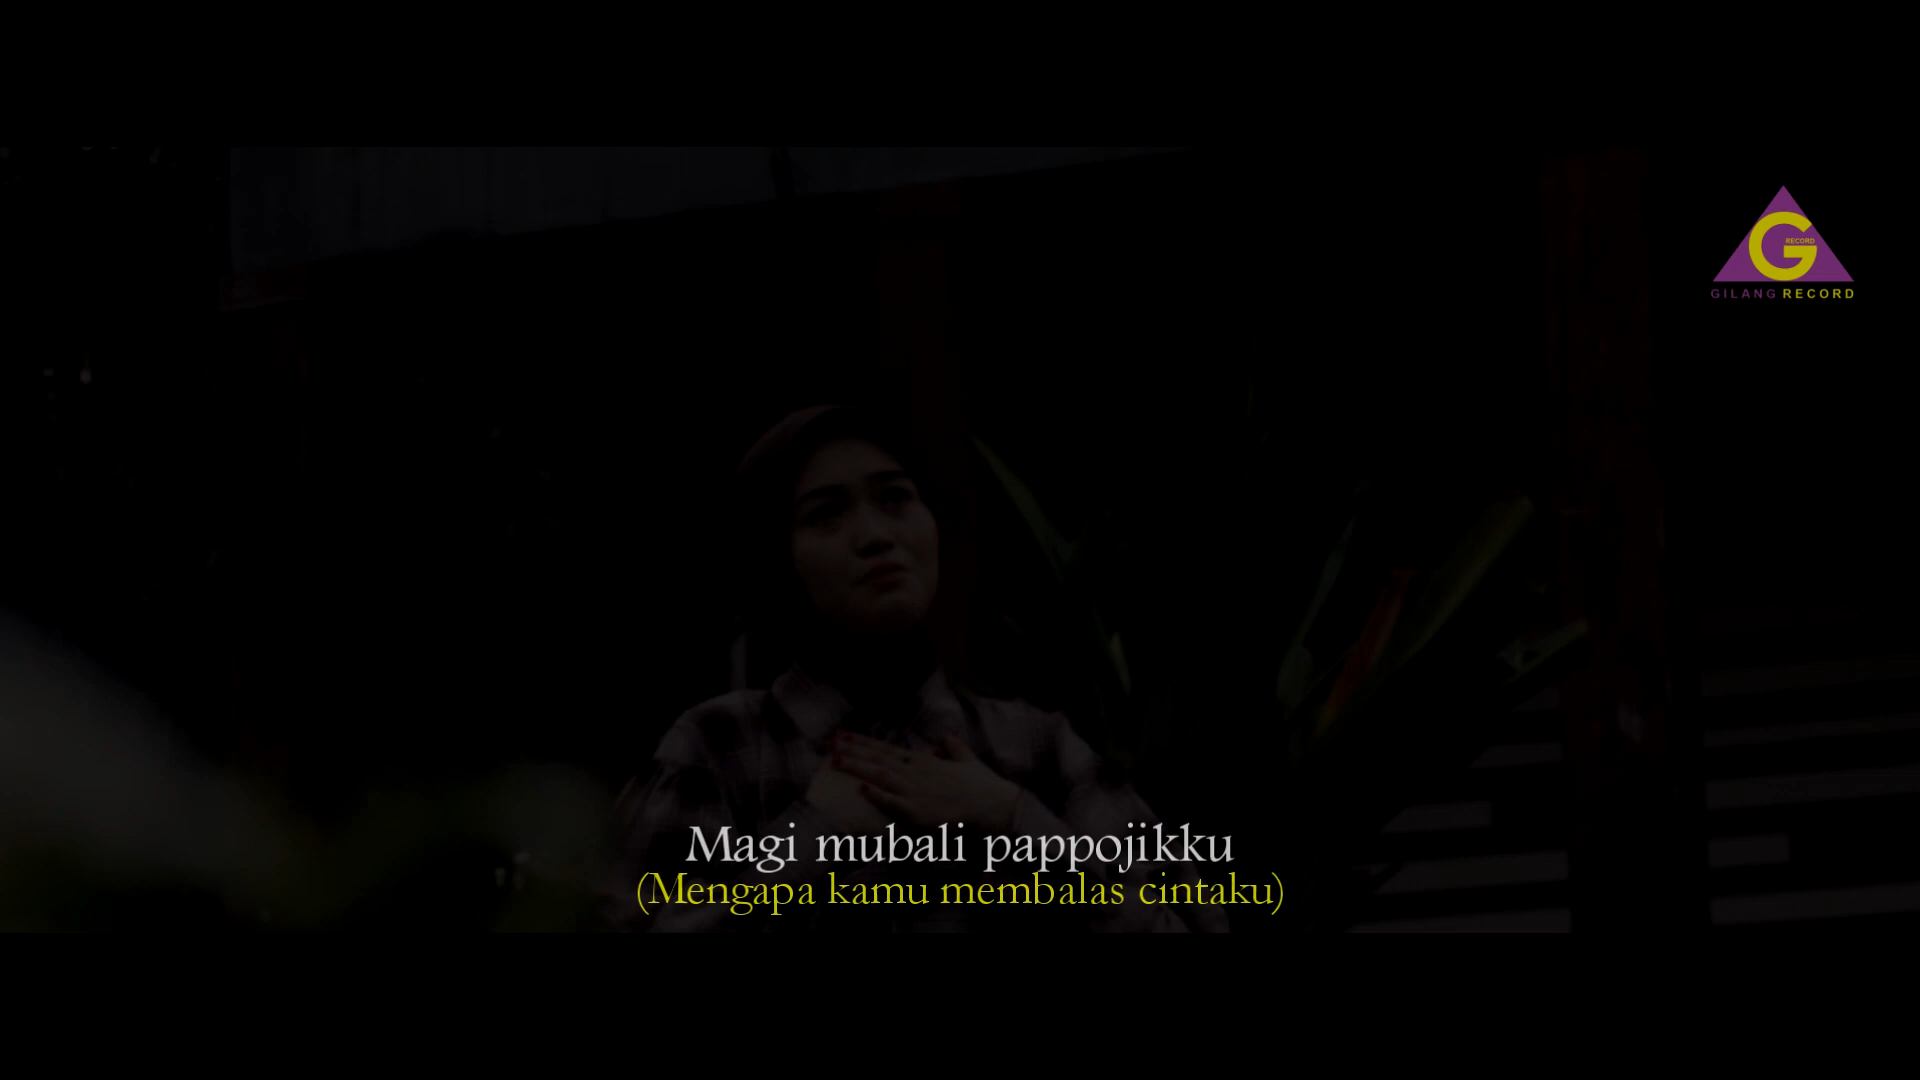 RECORD
GILANG RECORD
Magi mubali pappojikku
(Mengapa kamu membalas cintaku)